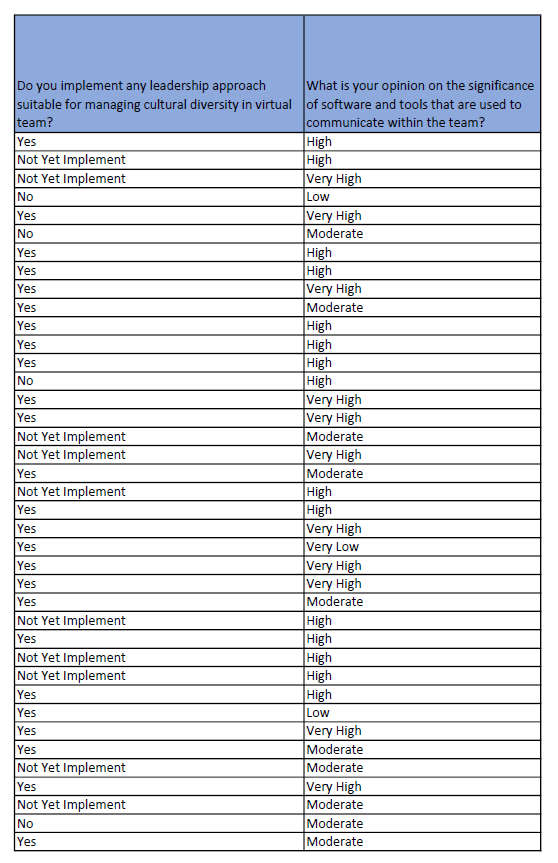 Do you implement any leadership approach
suitable for managing cultural diversity in virtual
team?
What is your opinion on the significance
of software and tools that are used to
communicate within the team?
Yes High
Not Yet Implement High
Not Yet Implement Very High
No Low
Yes Very High
No Moderate
Yes High
Yes High
Yes Very High
Yes Moderate
Yes High
Yes High
Yes High
No High
Yes Very High
Yes Very High
Not Yet Implement Moderate
Not Yet Implement Very High
Yes Moderate
Not Yet Implement High
Yes High
Yes Very High
Yes Very Low
Yes Very High
Yes Very High
Yes Moderate
Not Yet Implement High
Yes High
Not Yet Implement High
Not Yet Implement High
Yes High
Yes Low
Yes Very High
Yes Moderate
Not Yet Implement Moderate
Yes Very High
Not Yet Implement Moderate
No Moderate
Yes Moderate